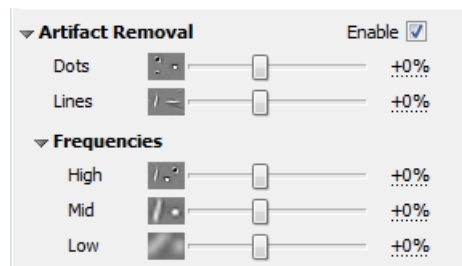 Artifact Removal Enable
Dots +0%
Lines +0%
Frequencies
High +0%
Mid +0%
Low +0%